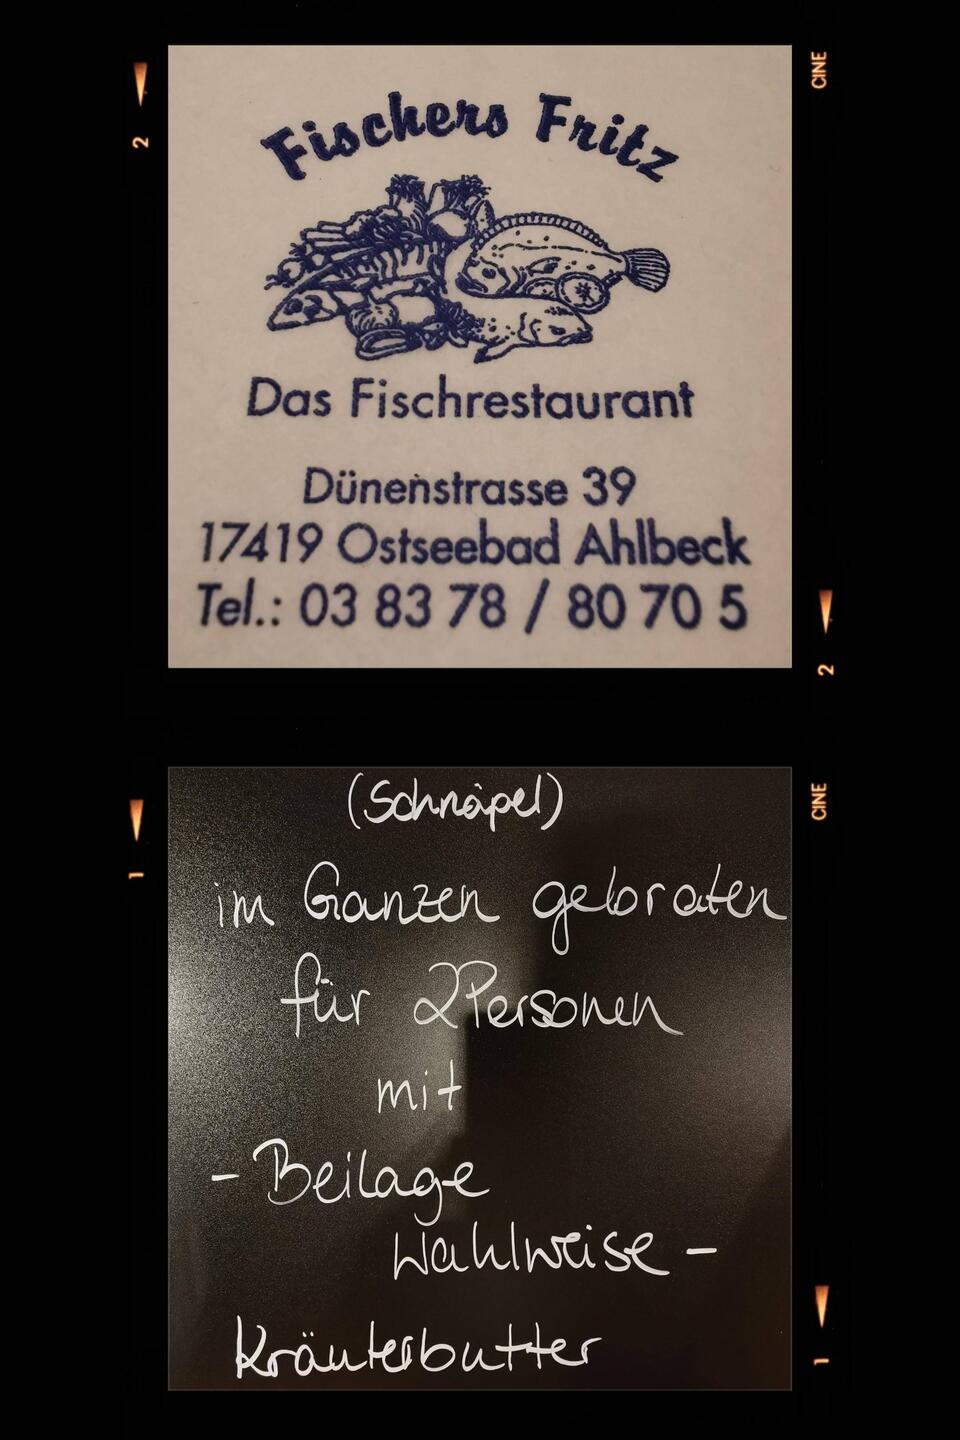 CINE
2
Fischers Fritz
Das Fischrestaurant
Dünenstrasse 39
17419 Ostseebad Ahlbeck
Tel.: 03 83 78 / 80 70 5
2
CINE
1
(Schnäpel)
im Ganzen gebraten
für 2 Personen
mit
- Beilage
Wahlweise -
Kräuterbutter
1